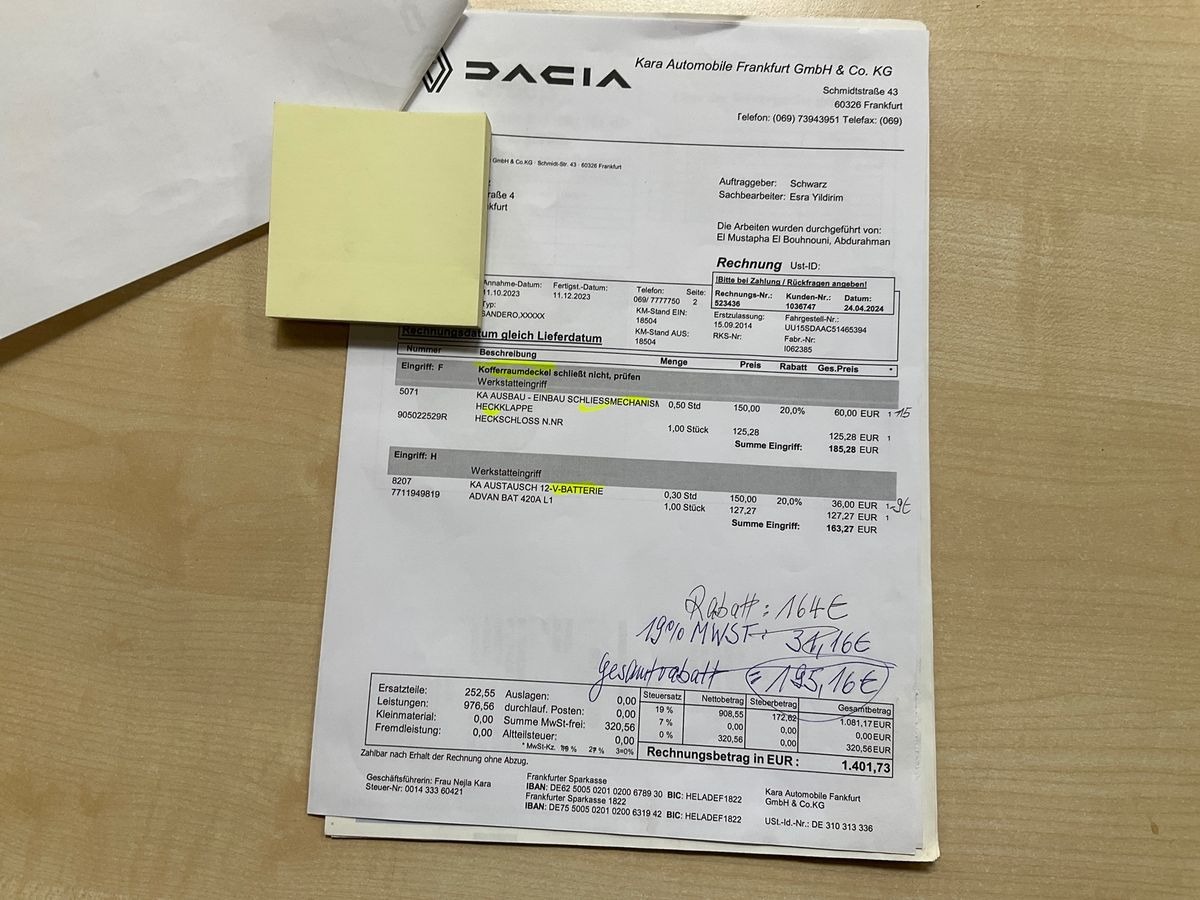 DACIA
Kara Automobile Frankfurt GmbH & Co. KG
Schmidtstraße 43
60326 Frankfurt
Telefon: (069) 73943951 Telefax: (069)
GmbH & Co.KG · Schmidt-Str. 43 · 60326 Frankfurt
raße 4
kfurt
Auftraggeber: Schwarz
Sachbearbeiter: Esra Yildirim
Die Arbeiten wurden durchgeführt von:
El Mustapha El Bouhnouni, Abdurahman
Rechnung Ust-ID:
!Bitte bei Zahlung / Rückfragen angeben!
Rechnungs-Nr.: Kunden-Nr.: Datum:
523436 1036747 24.04.2024
Annahme-Datum: Fertigst.-Datum: Telefon: Seite:
11.10.2023 11.12.2023 069/ 7777750 2
Typ: KM-Stand EIN: Erstzulassung: Fahrgestell-Nr.:
SANDERO,XXXXX 18504 15.09.2014 UU15SDAAC51465394
KM-Stand AUS: RKS-Nr: Fabr.-Nr:
18504 I062385
Rechnungsdatum gleich Lieferdatum
Nummer Beschreibung Menge Preis Rabatt Ges.Preis *
Eingriff: F Kofferraumdeckel schließt nicht, prüfen
Werkstatteingriff
5071 KA AUSBAU - EINBAU SCHLIESSMECHANISM 0,50 Std 150,00 20,0% 60,00 EUR 1 15
HECKKLAPPE
905022529R HECKSCHLOSS N.NR 1,00 Stück 125,28 125,28 EUR 1
Summe Eingriff: 185,28 EUR
Eingriff: H
Werkstatteingriff
8207 KA AUSTAUSCH 12-V-BATTERIE 0,30 Std 150,00 20,0% 36,00 EUR 1 9€
7711949819 ADVAN BAT 420A L1 1,00 Stück 127,27 127,27 EUR 1
Summe Eingriff: 163,27 EUR
Rabatt: 164€
19% MWST: 31,16€
Gesamtrabatt = 195,16€
Ersatzteile: 252,55 Auslagen: 0,00 Steuersatz Nettobetrag Steuerbetrag Gesamtbetrag
Leistungen: 976,56 durchlauf. Posten: 0,00 19 % 908,55 172,62 1.081,17 EUR
Kleinmaterial: 0,00 Summe MwSt-frei: 320,56 7 % 0,00 0,00 0,00 EUR
Fremdleistung: 0,00 Altteilsteuer: 0,00 0 % 320,56 0,00 320,56 EUR
* MwSt-Kz. 3=0%
Rechnungsbetrag in EUR : 1.401,73
Zahlbar nach Erhalt der Rechnung ohne Abzug.
Geschäftsführerin: Frau Nejla Kara
Steuer-Nr: 0014 333 60421
Frankfurter Sparkasse
IBAN: DE62 5005 0201 0200 6789 30 BIC: HELADEF1822
Frankfurter Sparkasse 1822
IBAN: DE75 5005 0201 0200 6319 42 BIC: HELADEF1822
Kara Automobile Fankfurt
GmbH & Co.KG
USt.-Id.-Nr.: DE 310 313 336